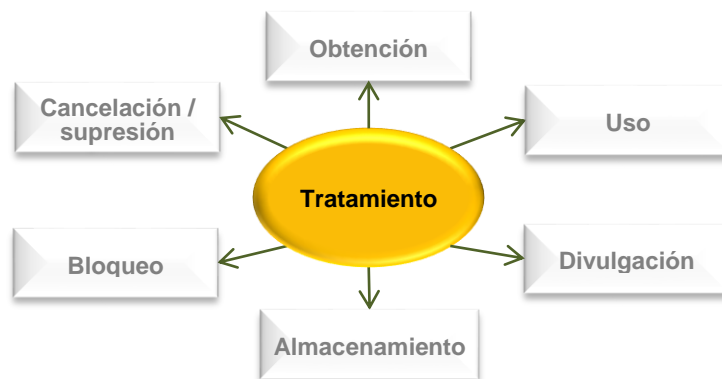 Obtención
Cancelación /
supresión
Uso
Tratamiento
Bloqueo
Divulgación
Almacenamiento